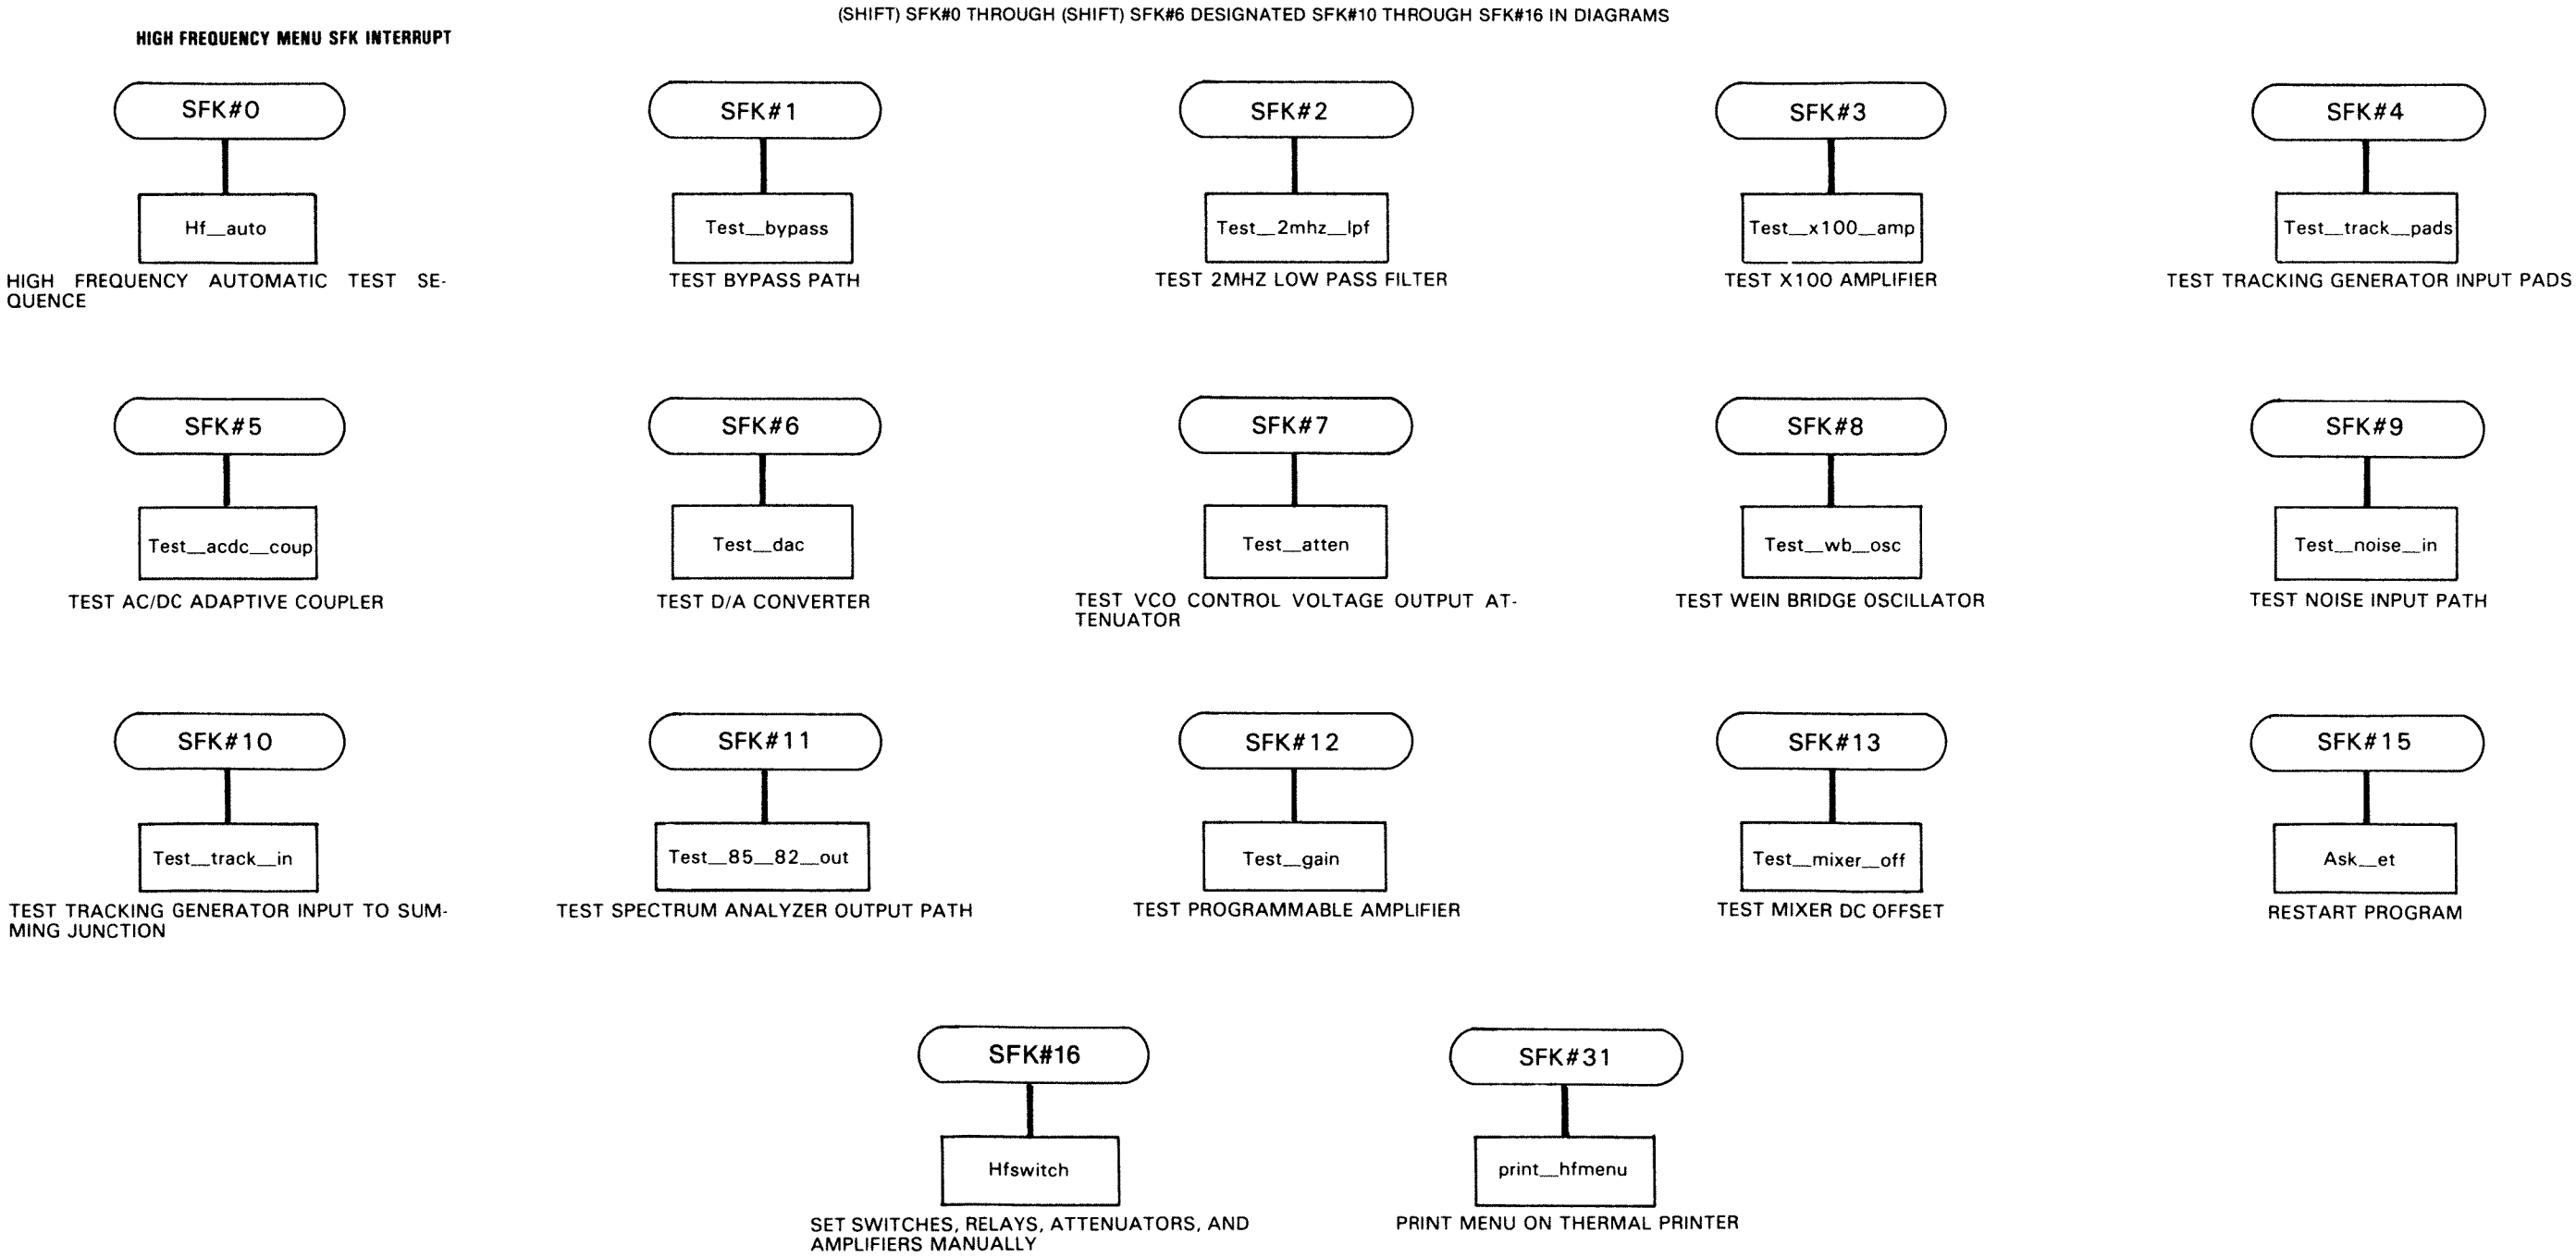 (SHIFT) SFK#0 THROUGH (SHIFT) SFK#6 DESIGNATED SFK#10 THROUGH SFK#16 IN DIAGRAMS
HIGH FREQUENCY MENU SFK INTERRUPT
SFK#0
Hf__auto
HIGH FREQUENCY AUTOMATIC TEST SE-
QUENCE
SFK#1
Test__bypass
TEST BYPASS PATH
SFK#2
Test__2mhz__lpf
TEST 2MHZ LOW PASS FILTER
SFK#3
Test__x100__amp
TEST X100 AMPLIFIER
SFK#4
Test__track__pads
TEST TRACKING GENERATOR INPUT PADS
SFK#5
Test__acdc__coup
TEST AC/DC ADAPTIVE COUPLER
SFK#6
Test__dac
TEST D/A CONVERTER
SFK#7
Test__atten
TEST VCO CONTROL VOLTAGE OUTPUT AT-
TENUATOR
SFK#8
Test__wb__osc
TEST WEIN BRIDGE OSCILLATOR
SFK#9
Test__noise__in
TEST NOISE INPUT PATH
SFK#10
Test__track__in
TEST TRACKING GENERATOR INPUT TO SUM-
MING JUNCTION
SFK#11
Test__85__82__out
TEST SPECTRUM ANALYZER OUTPUT PATH
SFK#12
Test__gain
TEST PROGRAMMABLE AMPLIFIER
SFK#13
Test__mixer__off
TEST MIXER DC OFFSET
SFK#15
Ask__et
RESTART PROGRAM
SFK#16
Hfswitch
SET SWITCHES, RELAYS, ATTENUATORS, AND
AMPLIFIERS MANUALLY
SFK#31
print__hfmenu
PRINT MENU ON THERMAL PRINTER